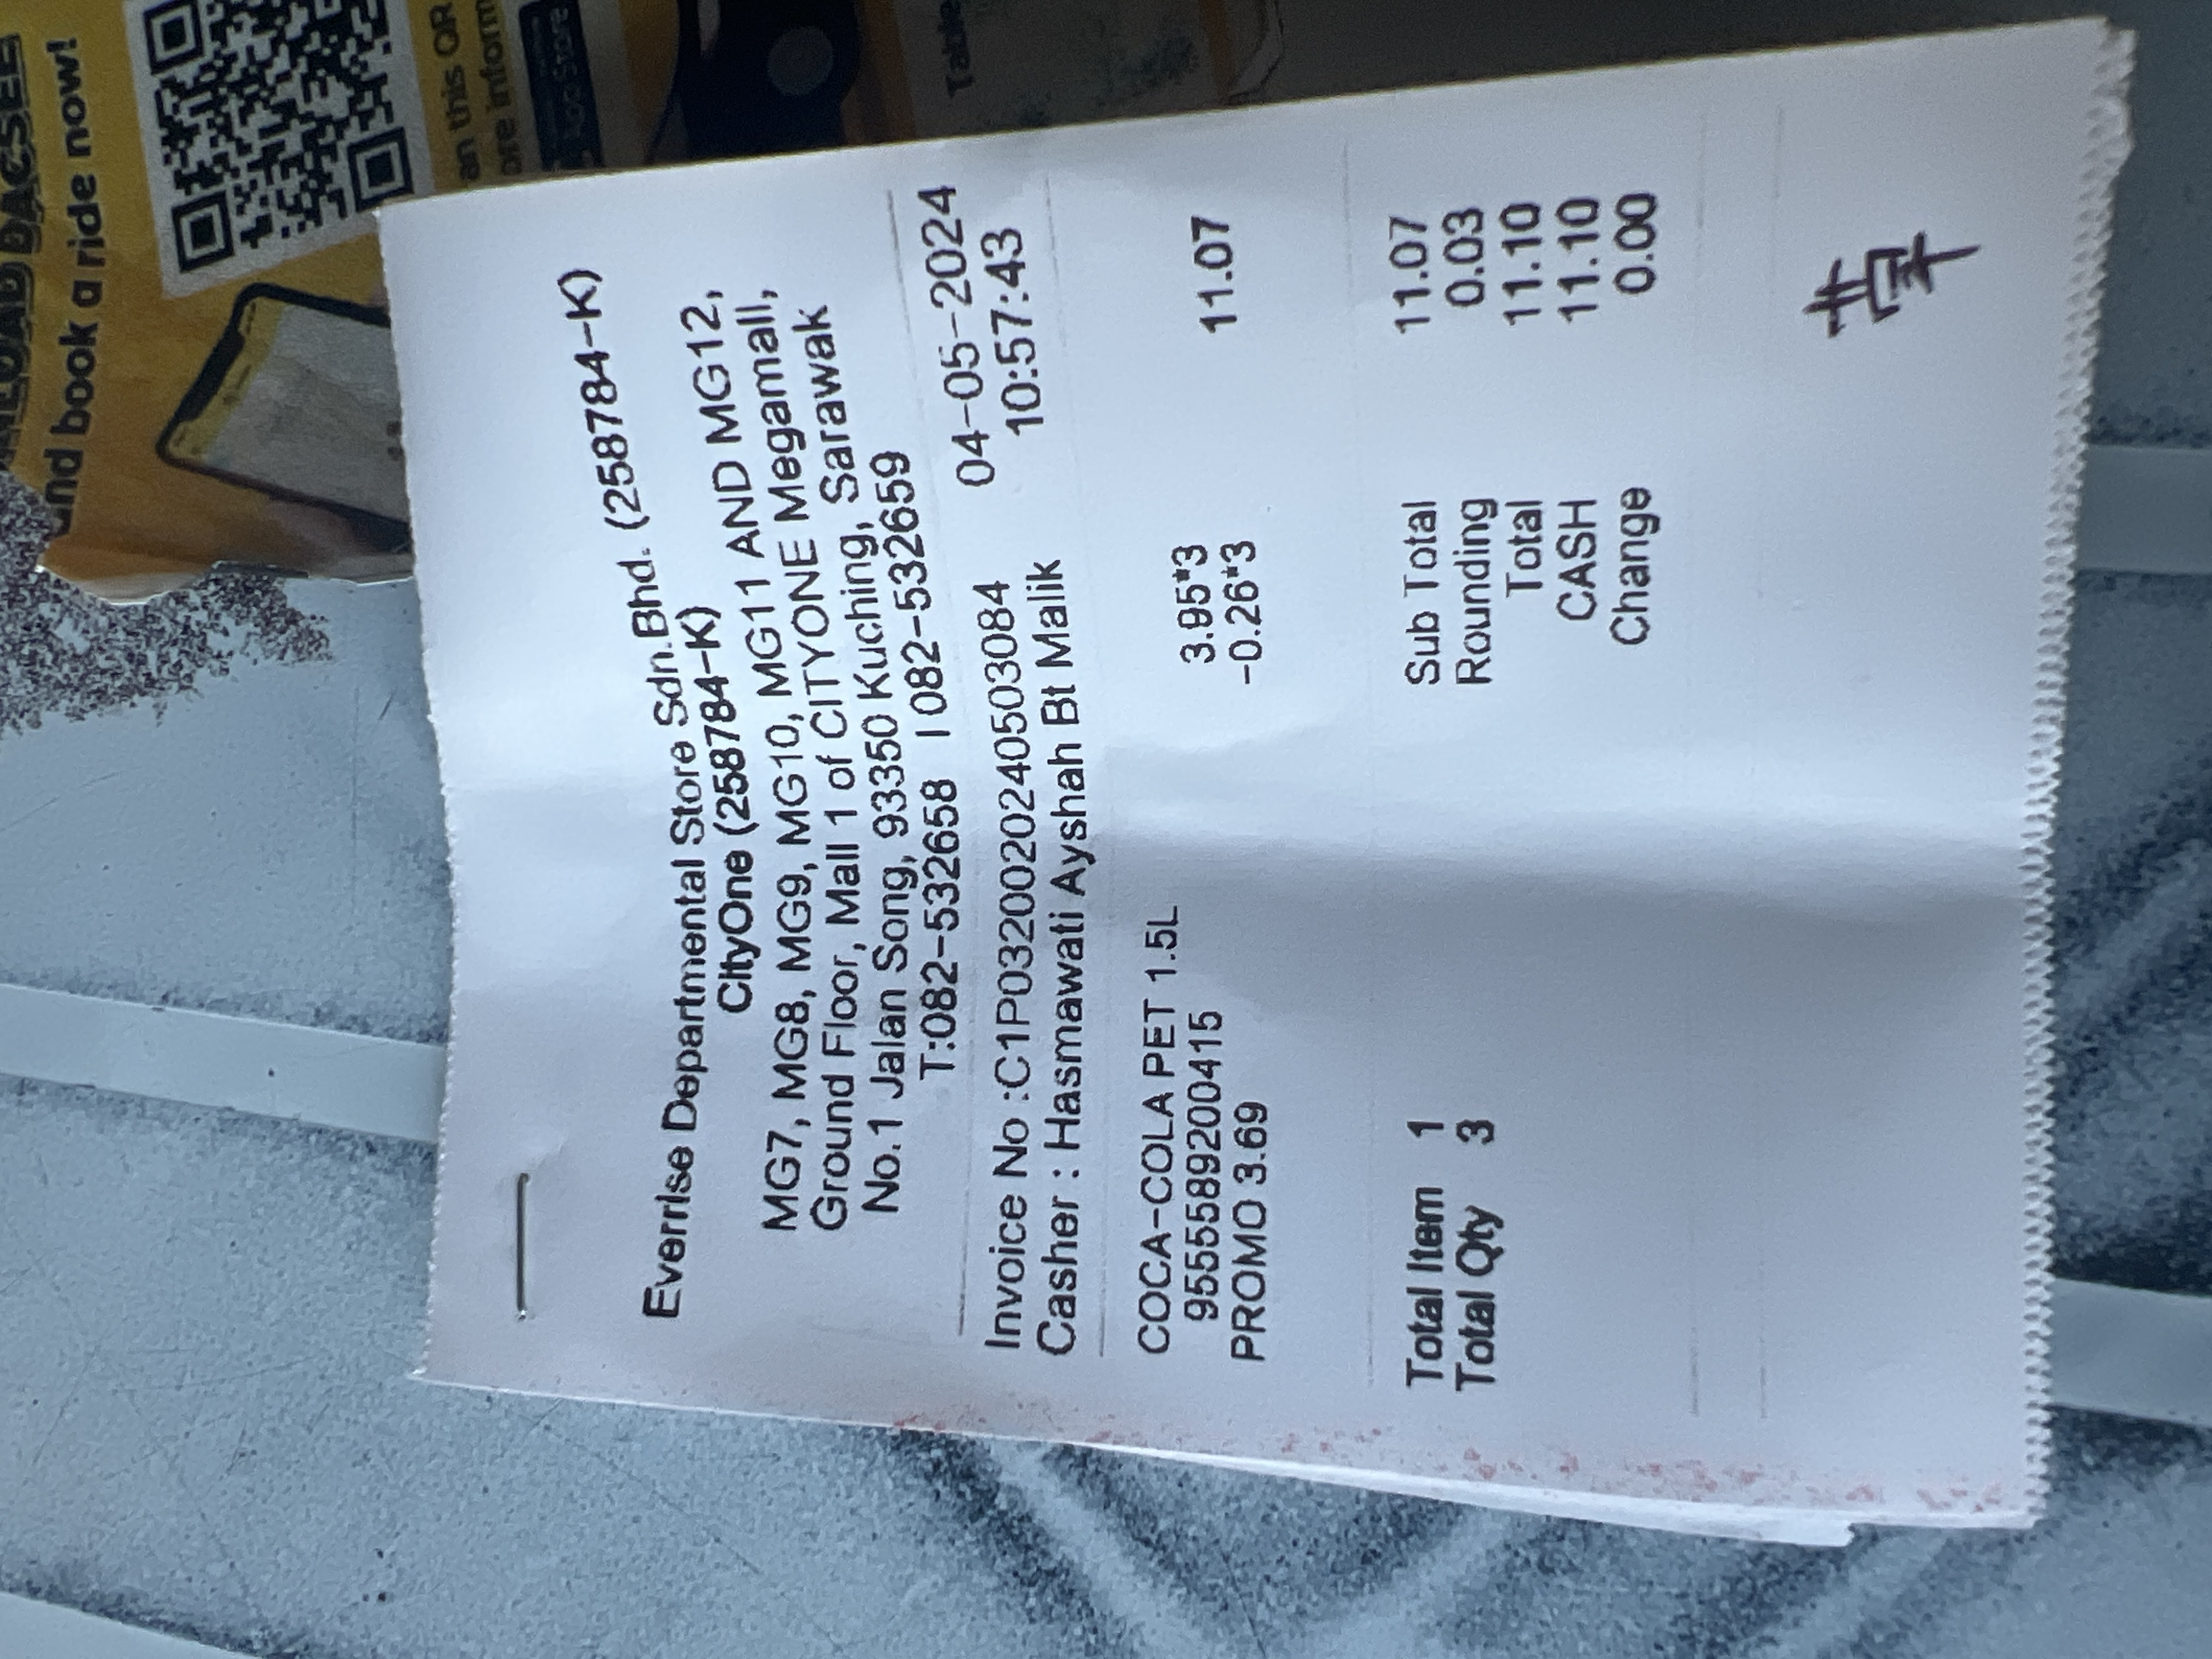 and book a ride now!
an this QR
ore inform
App Store
Table
Everrise Departmental Store Sdn.Bhd. (258784-K)
CityOne (258784-K)
MG7, MG8, MG9, MG10, MG11 AND MG12,
Ground Floor, Mall 1 of CITYONE Megamall,
No.1 Jalan Song, 93350 Kuching, Sarawak
T:082-532658 | 082-532659
Invoice No :C1P0320020240503084 04-05-2024
Casher : Hasmawati Ayshah Bt Malik 10:57:43
COCA-COLA PET 1.5L
9555589200415 3.95*3
PROMO 3.69 -0.26*3 11.07
Total Item 1 Sub Total 11.07
Total Qty 3 Rounding 0.03
Total 11.10
CASH 11.10
Change 0.00